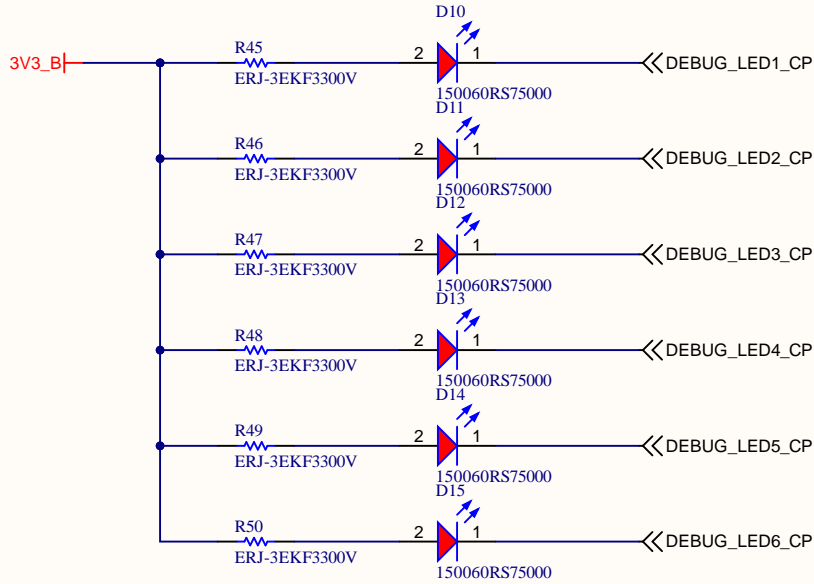 D10
3V3_B
R45
2
1
DEBUG_LED1_CP
ERJ-3EKF3300V
150060RS75000
D11
R46
2
1
DEBUG_LED2_CP
ERJ-3EKF3300V
150060RS75000
D12
R47
2
1
DEBUG_LED3_CP
ERJ-3EKF3300V
150060RS75000
D13
R48
2
1
DEBUG_LED4_CP
ERJ-3EKF3300V
150060RS75000
D14
R49
2
1
DEBUG_LED5_CP
ERJ-3EKF3300V
150060RS75000
D15
R50
2
1
DEBUG_LED6_CP
ERJ-3EKF3300V
150060RS75000